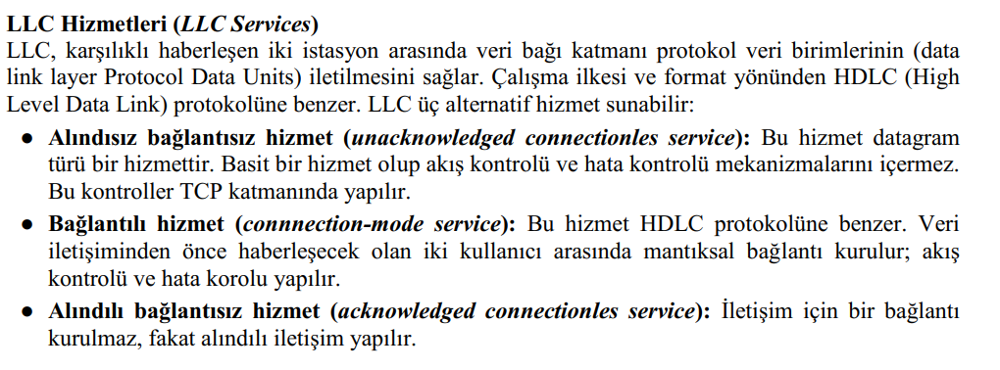 LLC Hizmetleri (LLC Services)
LLC, karşılıklı haberleşen iki istasyon arasında veri bağı katmanı protokol veri birimlerinin (data
link layer Protocol Data Units) iletilmesini sağlar. Çalışma ilkesi ve format yönünden HDLC (High
Level Data Link) protokolüne benzer. LLC üç alternatif hizmet sunabilir:
● Alındısız bağlantısız hizmet (unacknowledged connectionles service): Bu hizmet datagram
türü bir hizmettir. Basit bir hizmet olup akış kontrolü ve hata kontrolü mekanizmalarını içermez.
Bu kontroller TCP katmanında yapılır.
● Bağlantılı hizmet (connnection-mode service): Bu hizmet HDLC protokolüne benzer. Veri
iletişiminden önce haberleşecek olan iki kullanıcı arasında mantıksal bağlantı kurulur; akış
kontrolü ve hata korolu yapılır.
● Alındılı bağlantısız hizmet (acknowledged connectionles service): İletişim için bir bağlantı
kurulmaz, fakat alındılı iletişim yapılır.